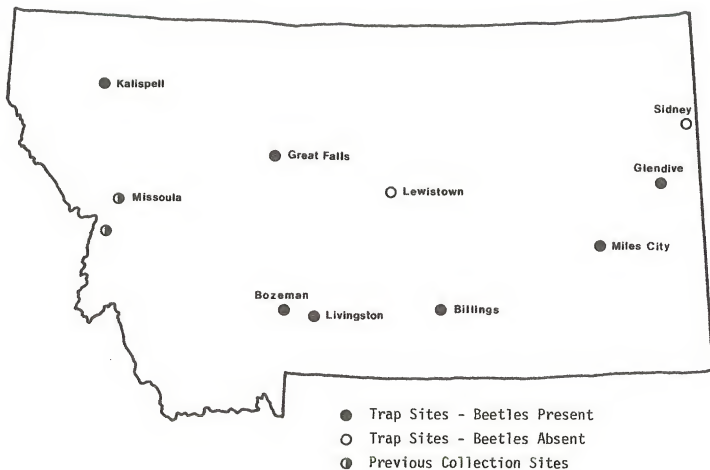 Kalispell
Sidney
Great Falls
Glendive
Missoula
Lewistown
Miles City
Bozeman
Livingston
Billings
Trap Sites - Beetles Present
Trap Sites - Beetles Absent
Previous Collection Sites